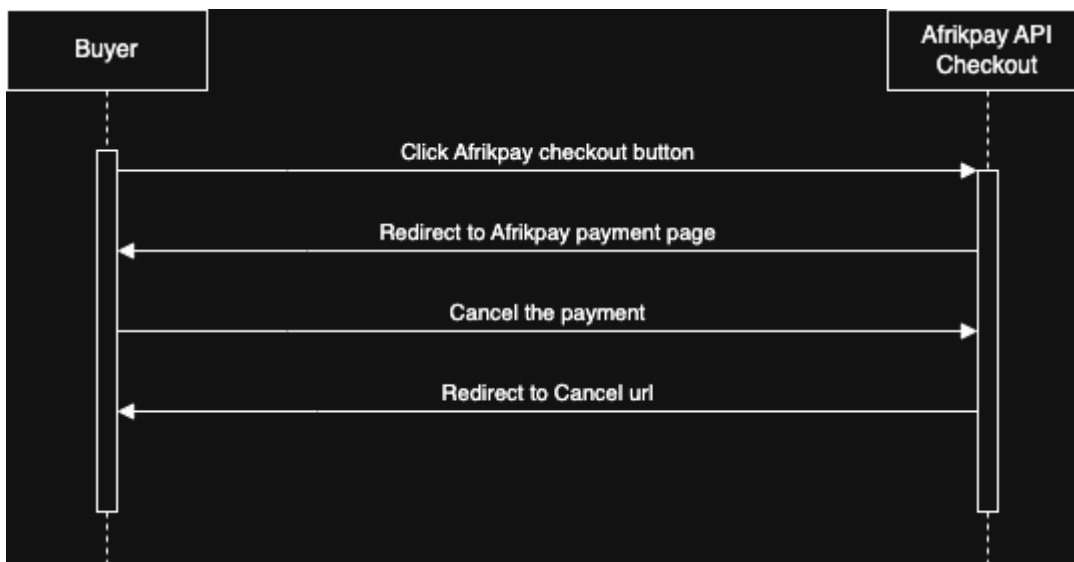 Buyer
Afrikpay API
Checkout
Click Afrikpay checkout button
Redirect to Afrikpay payment page
Cancel the payment
Redirect to Cancel url